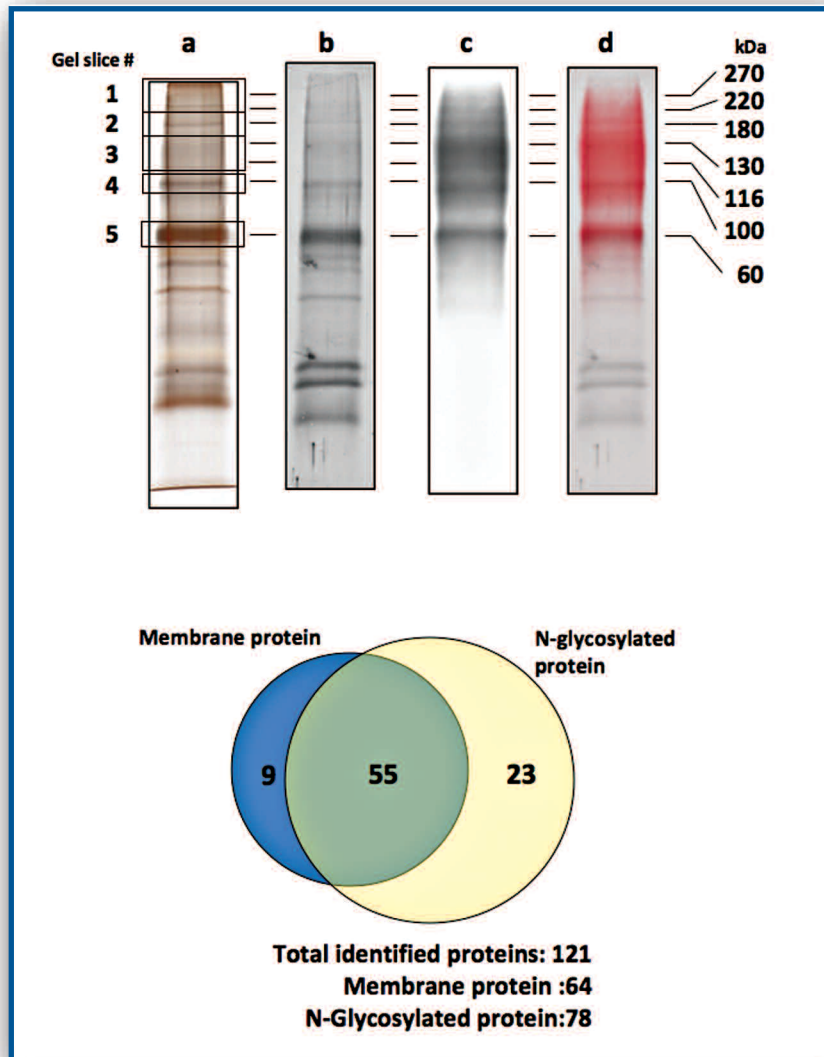 a b c d
Gel slice # kDa
1 270
220
2 180
3 130
116
4 100
5 60
Membrane protein
N-glycosylated
protein
9 55 23
Total identified proteins: 121
Membrane protein :64
N-Glycosylated protein:78